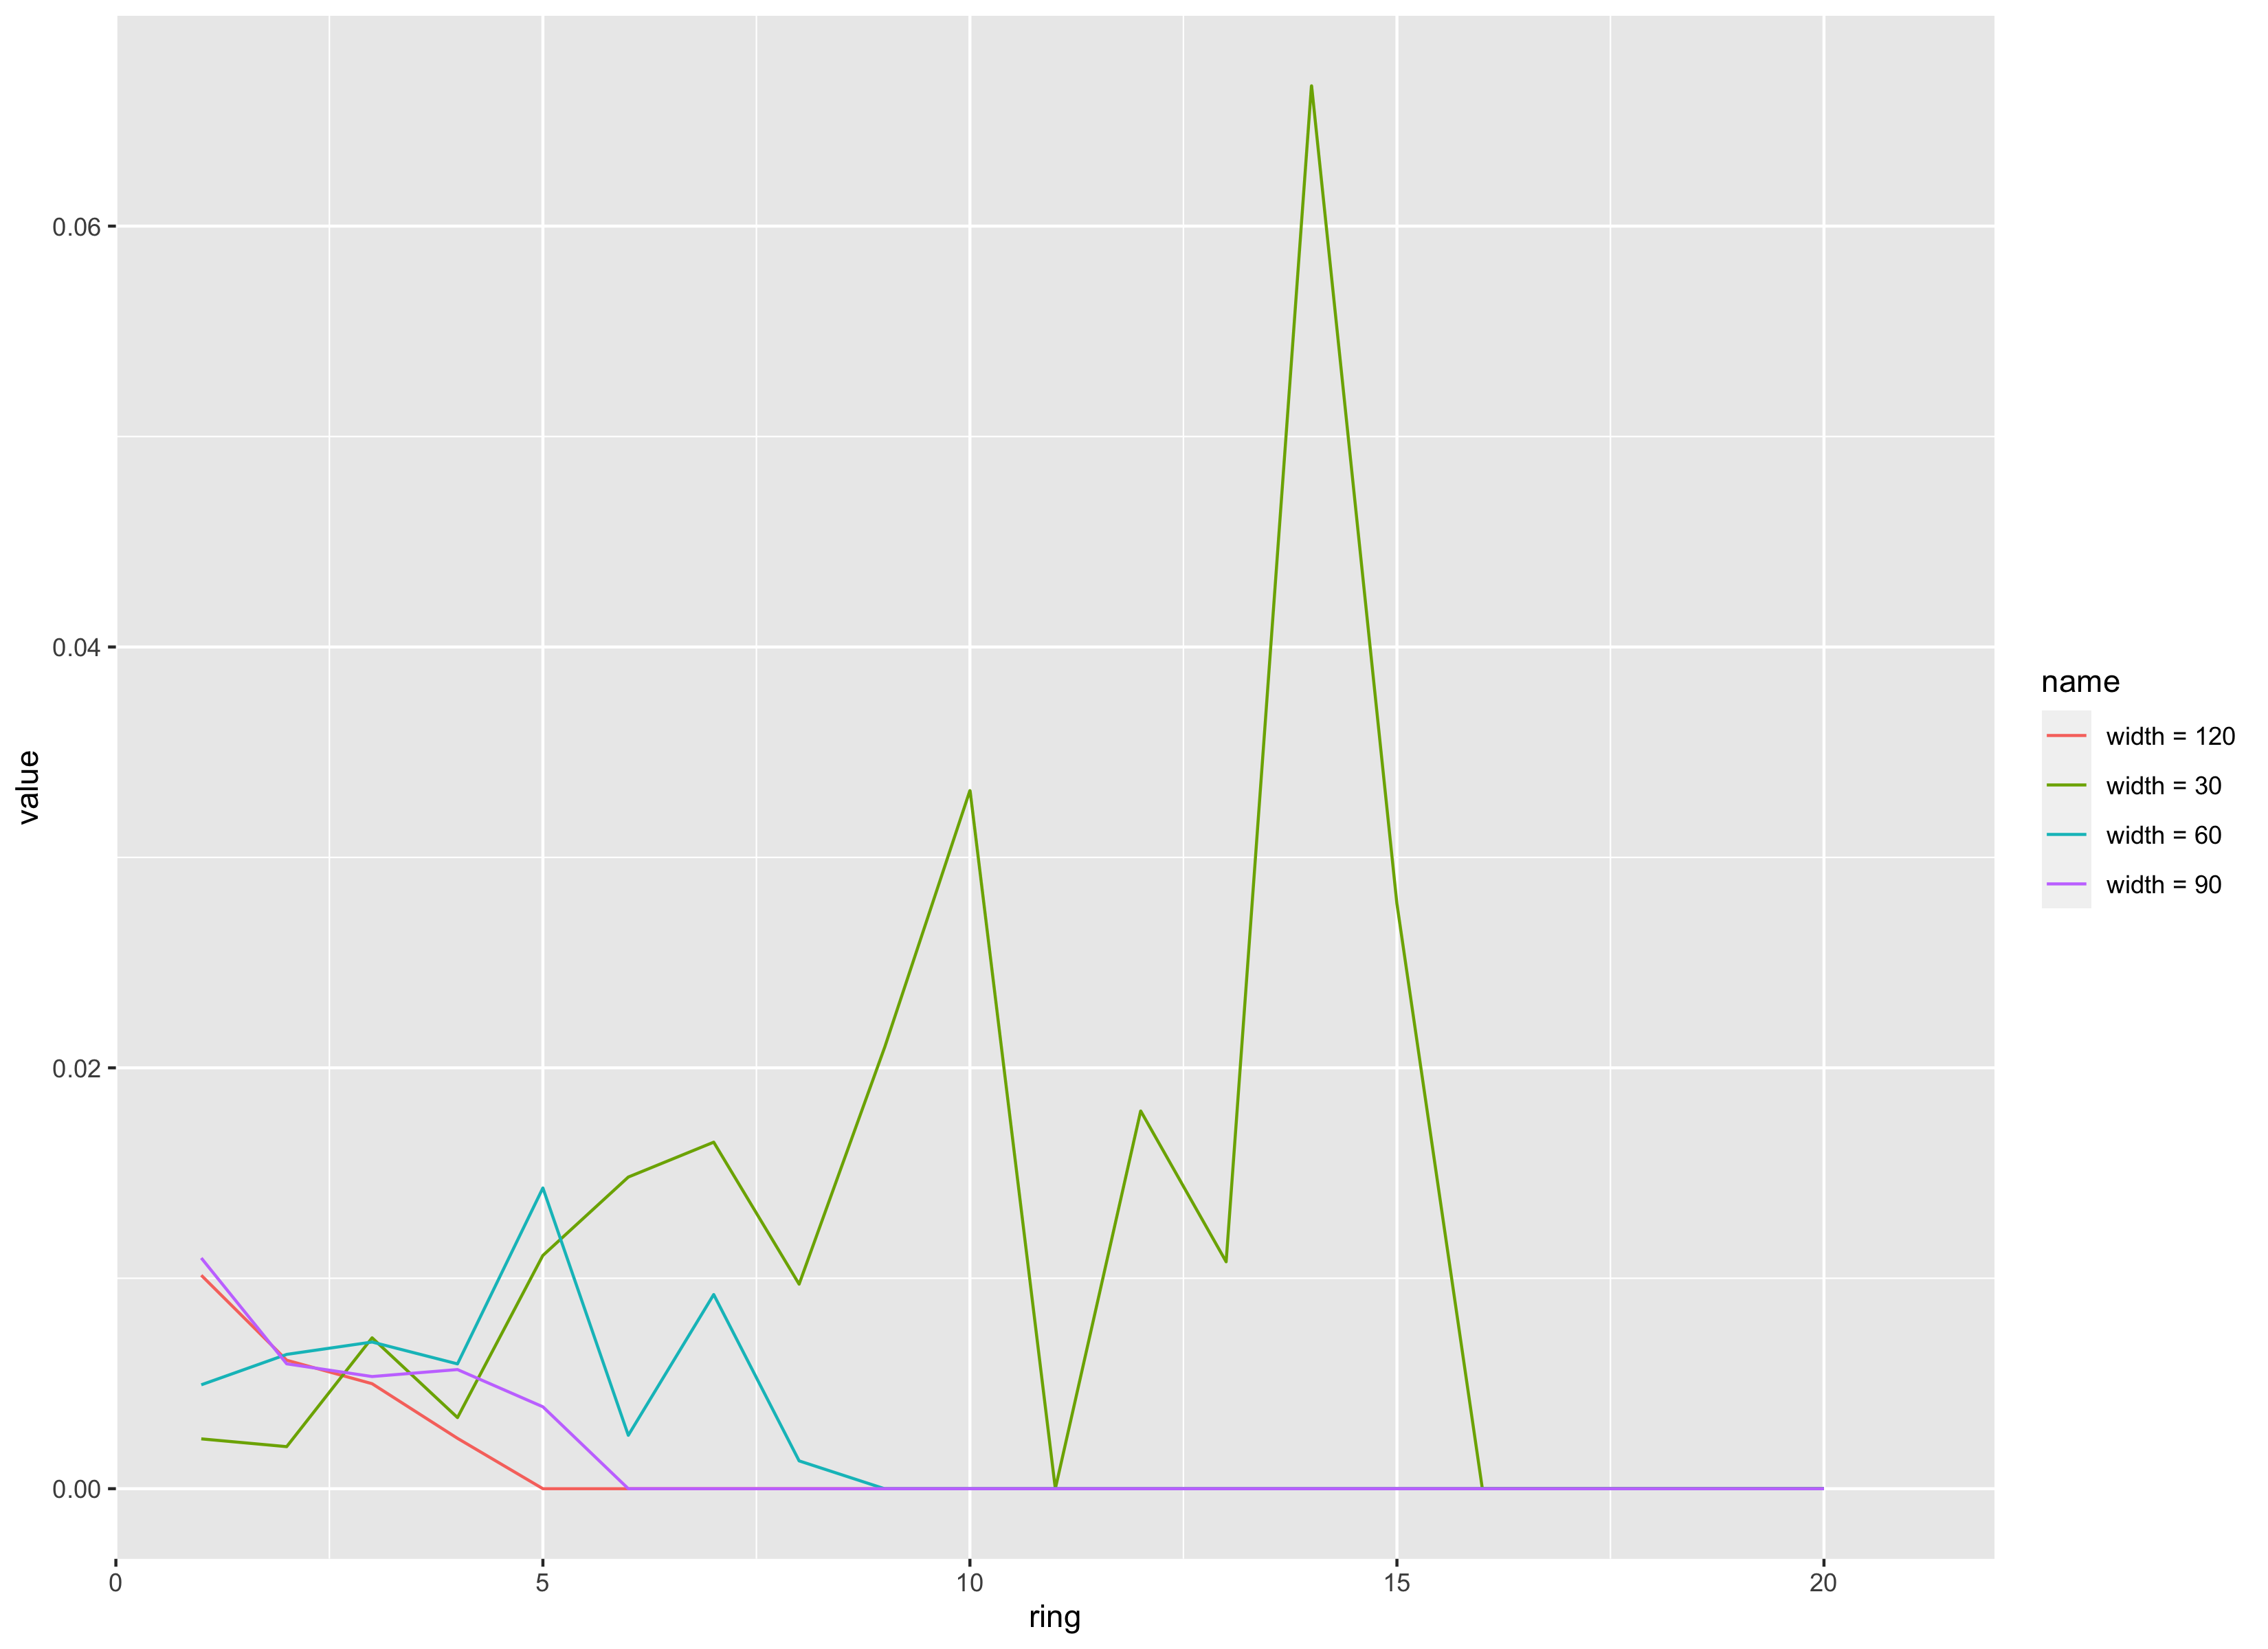 value
0.06
0.04
0.02
0.00
0 5 10 15 20
ring
name
width = 120
width = 30
width = 60
width = 90